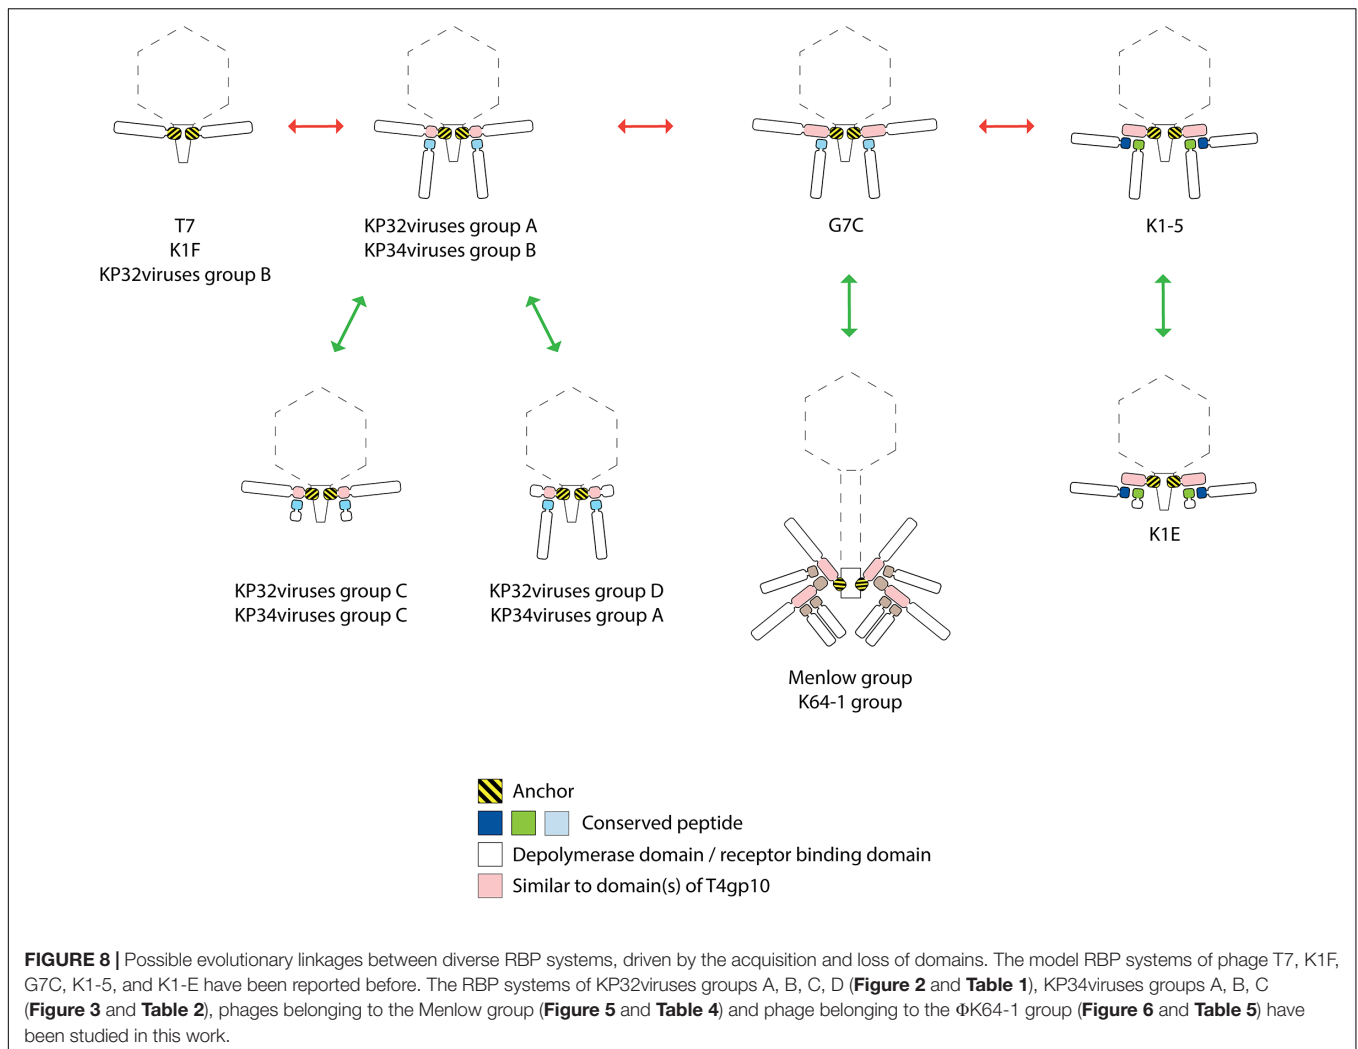 T7
K1F
KP32viruses group B
KP32viruses group A
KP34viruses group B
G7C
K1-5
KP32viruses group C
KP34viruses group C
KP32viruses group D
KP34viruses group A
Menlow group
K64-1 group
K1E
Anchor
Conserved peptide
Depolymerase domain / receptor binding domain
Similar to domain(s) of T4gp10
FIGURE 8 | Possible evolutionary linkages between diverse RBP systems, driven by the acquisition and loss of domains. The model RBP systems of phage T7, K1F,
G7C, K1-5, and K1-E have been reported before. The RBP systems of KP32viruses groups A, B, C, D (Figure 2 and Table 1), KP34viruses groups A, B, C
(Figure 3 and Table 2), phages belonging to the Menlow group (Figure 5 and Table 4) and phage belonging to the ΦK64-1 group (Figure 6 and Table 5) have
been studied in this work.